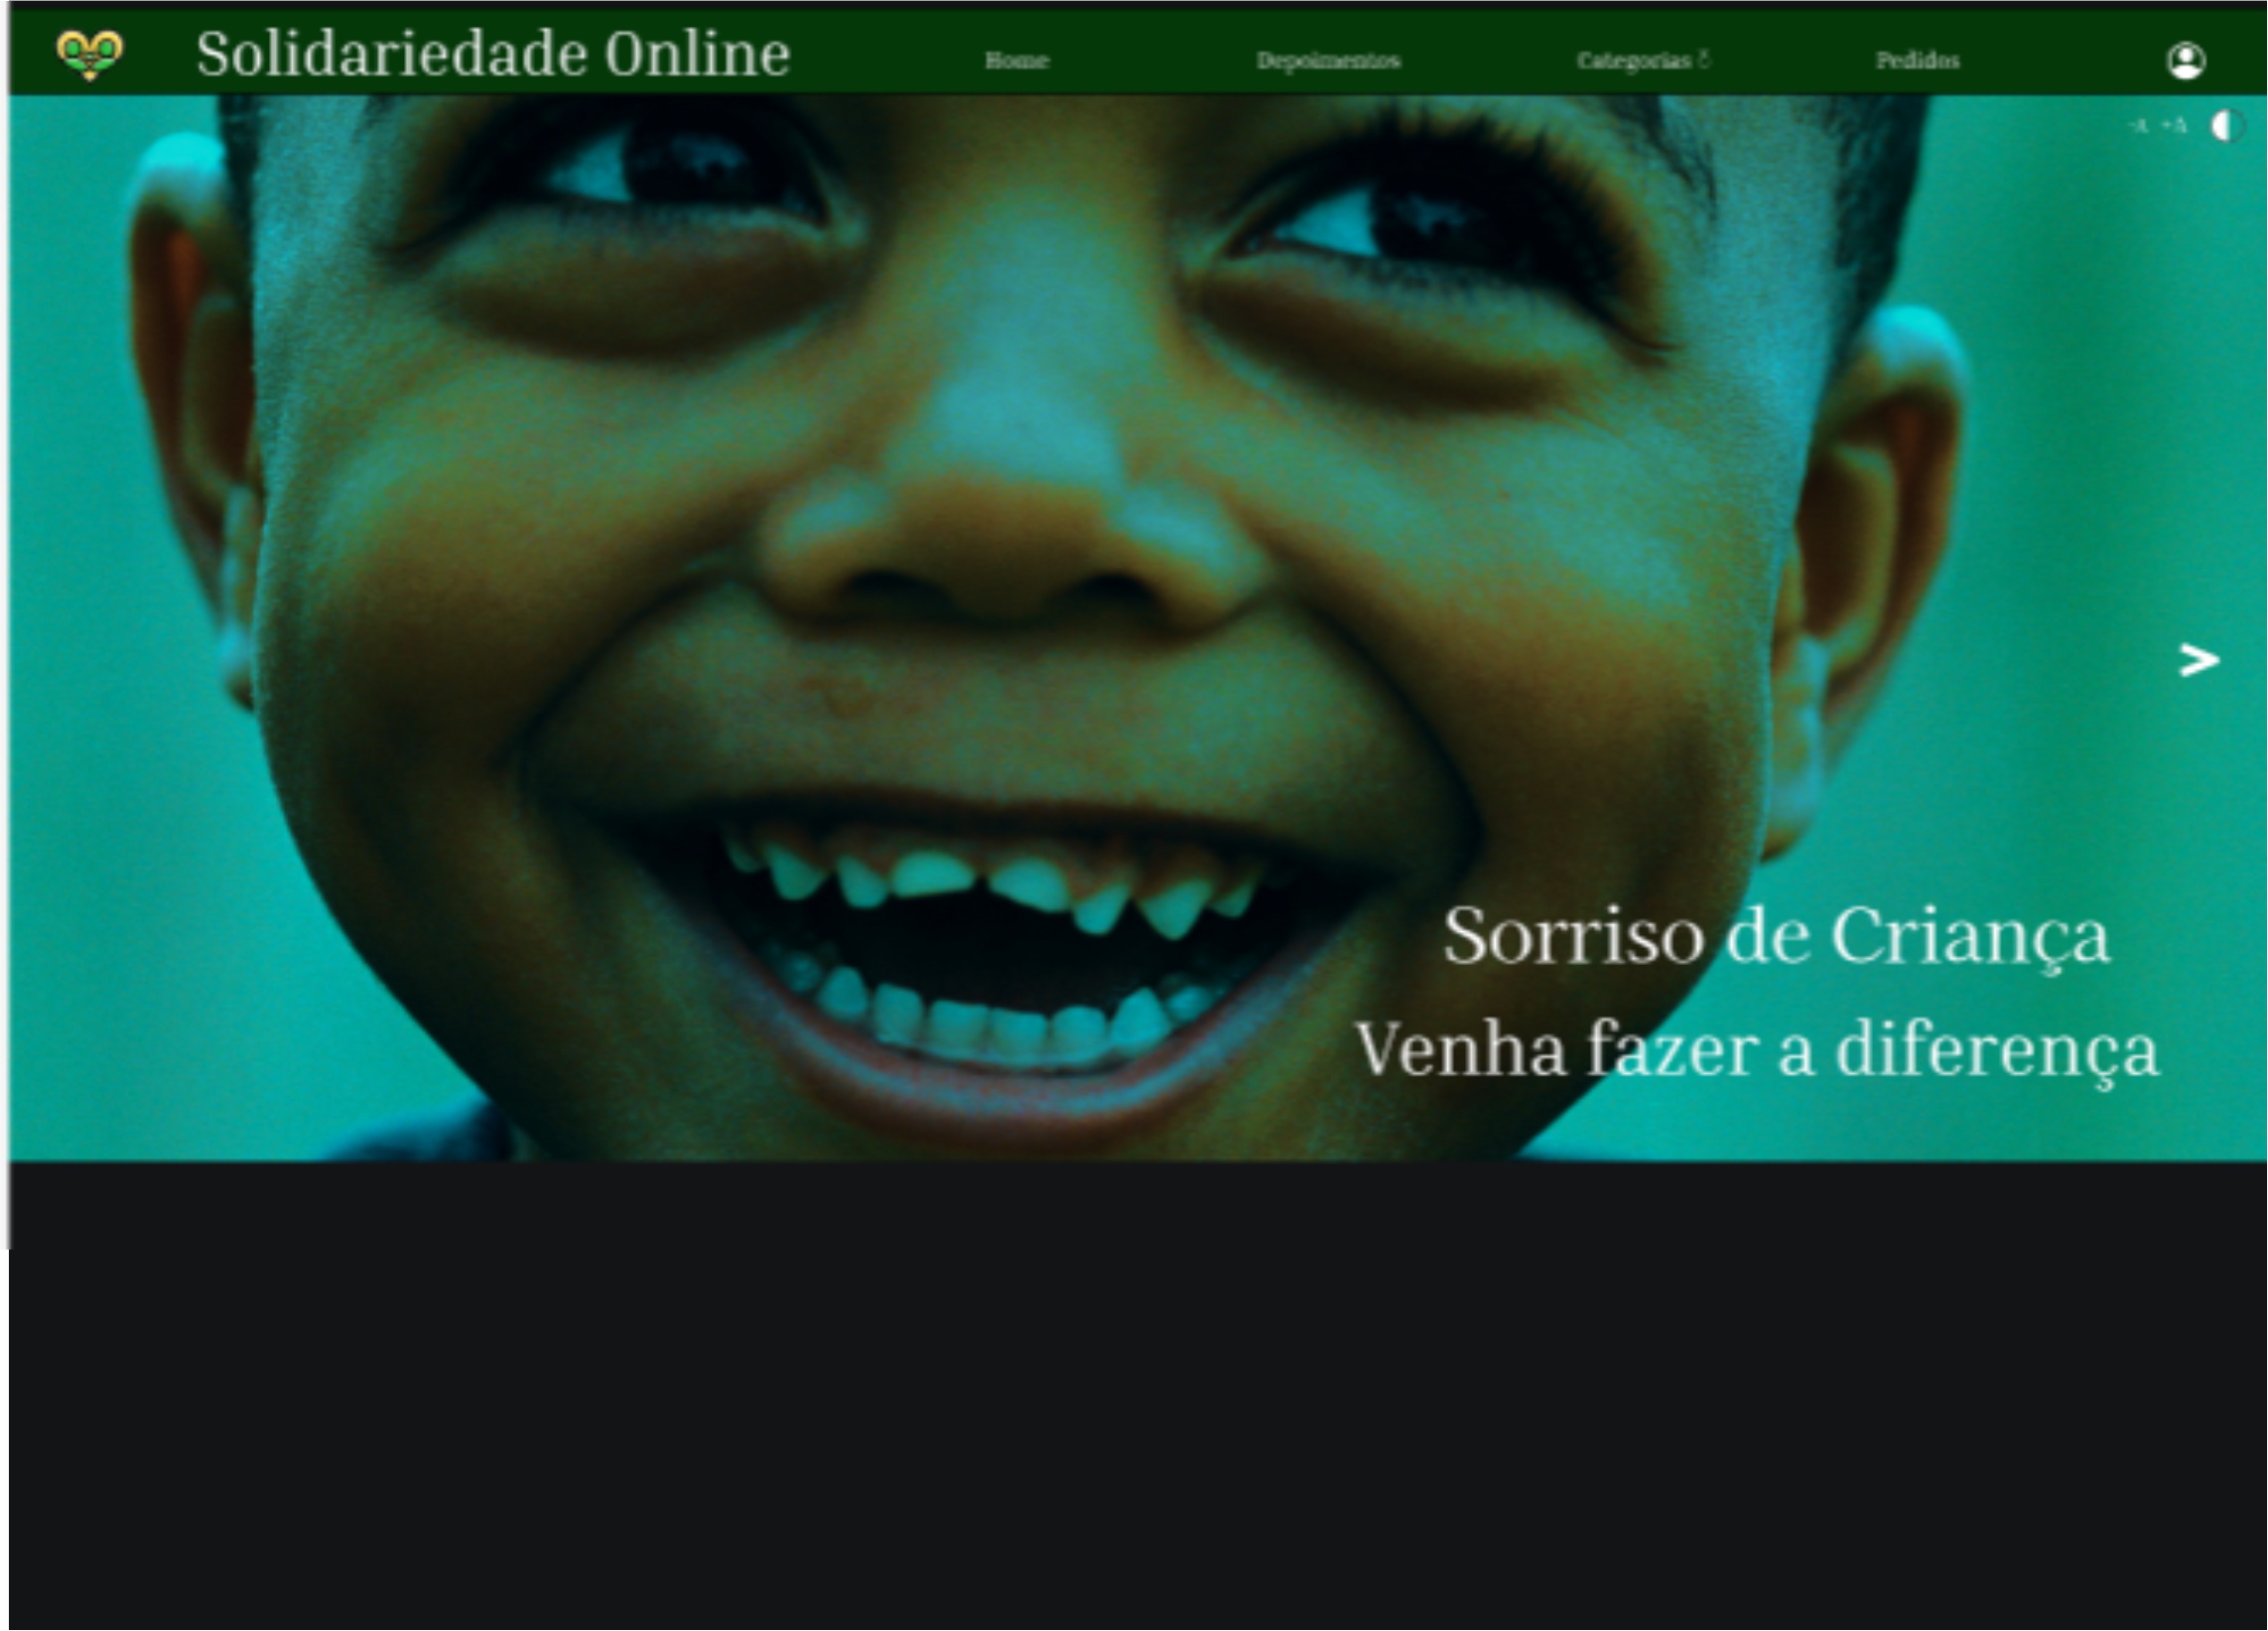 Solidariedade Online
Home
Depoimentos
Categorias
Pedidos
-A +A
>
Sorriso de Criança
Venha fazer a diferença